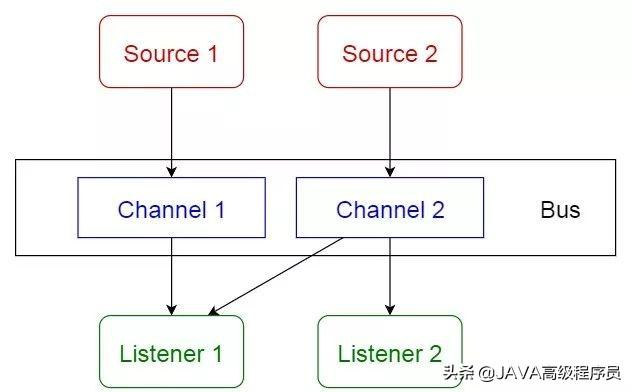 Source 1
Source 2
Channel 1
Channel 2
Bus
Listener 1
Listener 2
头条 @JAVA高级程序员